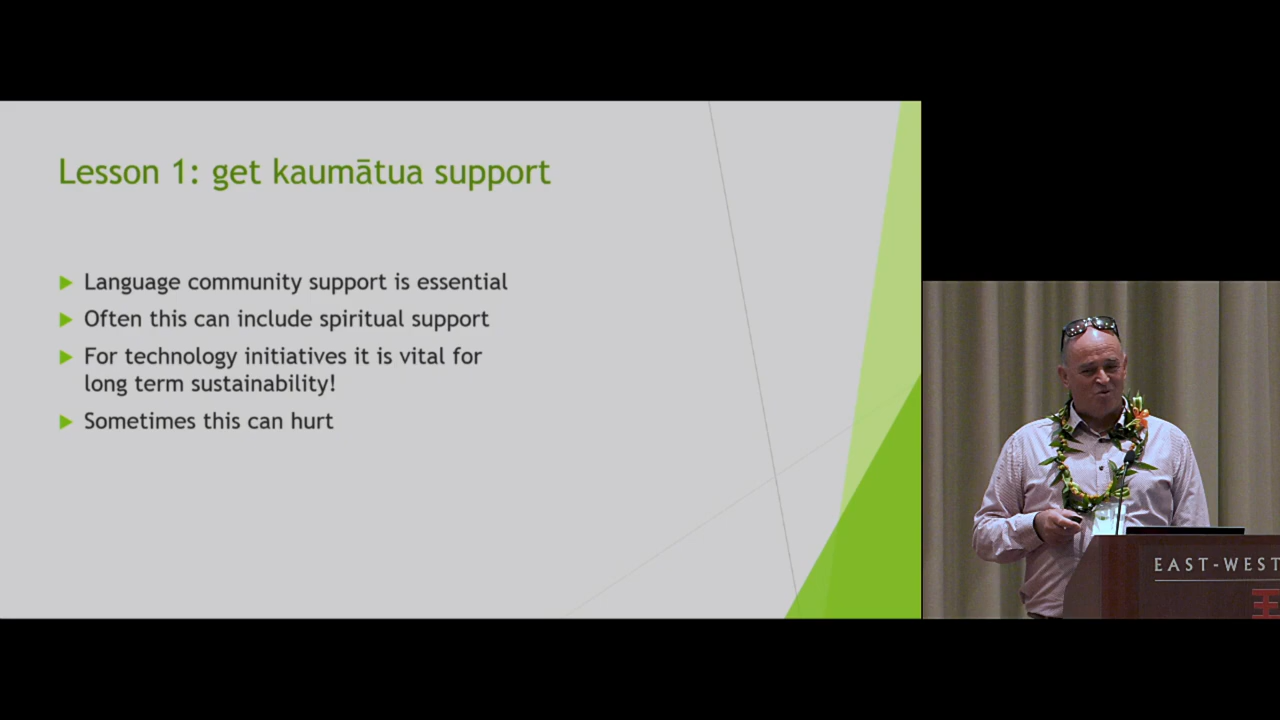 Lesson 1: get kaumātua support
Language community support is essential
Often this can include spiritual support
For technology initiatives it is vital for
long term sustainability!
Sometimes this can hurt
EAST-WEST